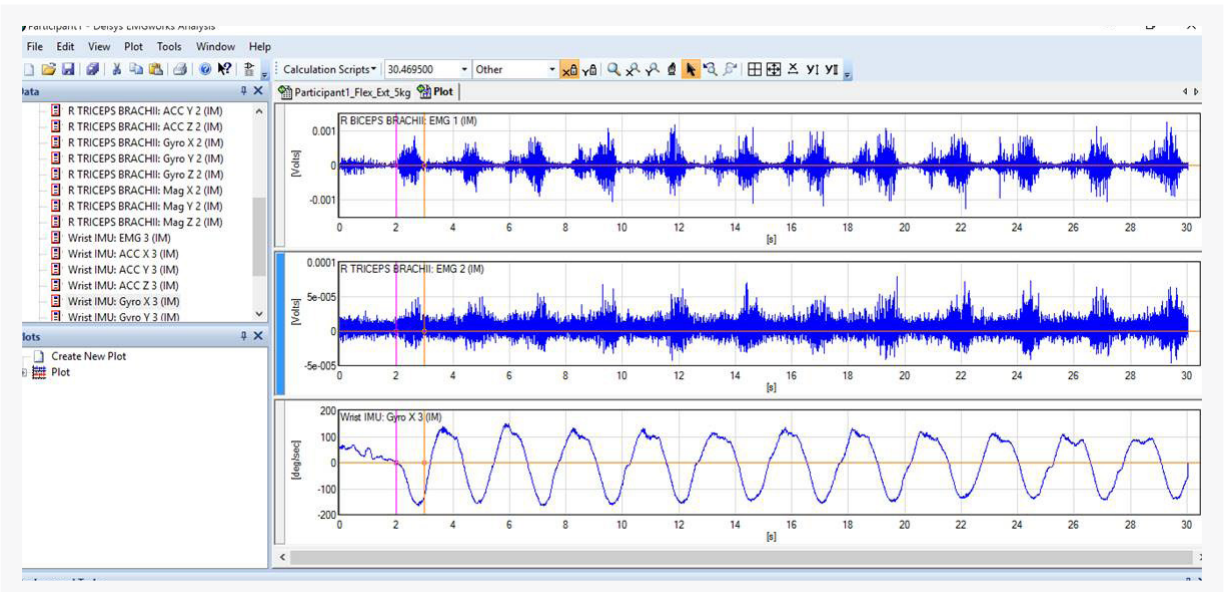 Participant1 - Delsys EMGworks Analysis
File Edit View Plot Tools Window Help
Calculation Scripts 30.469500 Other
Data
Participant1_Flex_Ext_5kg Plot
R TRICEPS BRACHII: ACC Y 2 (IM)
R TRICEPS BRACHII: ACC Z 2 (IM)
R TRICEPS BRACHII: Gyro X 2 (IM)
R TRICEPS BRACHII: Gyro Y 2 (IM)
R TRICEPS BRACHII: Gyro Z 2 (IM)
R TRICEPS BRACHII: Mag X 2 (IM)
R TRICEPS BRACHII: Mag Y 2 (IM)
R TRICEPS BRACHII: Mag Z 2 (IM)
Wrist IMU: EMG 3 (IM)
Wrist IMU: ACC X 3 (IM)
Wrist IMU: ACC Y 3 (IM)
Wrist IMU: ACC Z 3 (IM)
Wrist IMU: Gyro X 3 (IM)
Wrist IMU: Gyro Y 3 (IM)
lots
Create New Plot
Plot
R BICEPS BRACHII: EMG 1 (IM)
[Volts]
0.001
0
-0.001
0 2 4 6 8 10 12 14 16 18 20 22 24 26 28 30
[s]
R TRICEPS BRACHII: EMG 2 (IM)
[Volts]
0.0001
5e-005
0
-5e-005
0 2 4 6 8 10 12 14 16 18 20 22 24 26 28 30
[s]
Wrist IMU: Gyro X 3 (IM)
[deg/sec]
200
100
0
-100
-200
0 2 4 6 8 10 12 14 16 18 20 22 24 26 28 30
[s]